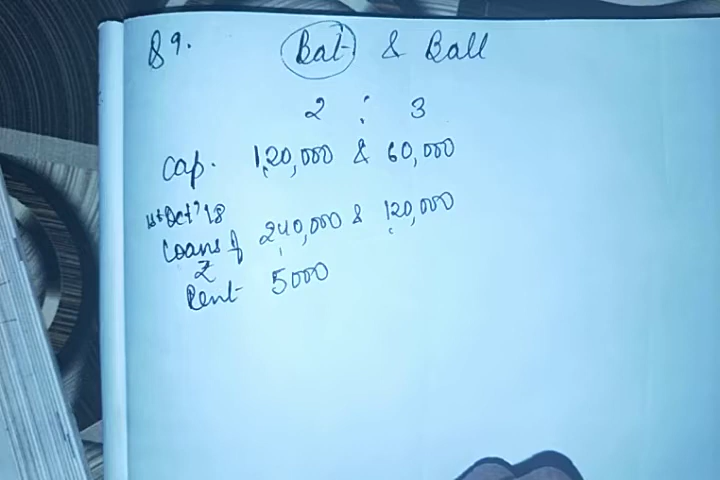 89.
Bat & Ball
2 : 3
Cap. 1,20,000 & 60,000
1st Oct '18
Loans of ₹ 240,000 & 120,000
Rent 5000